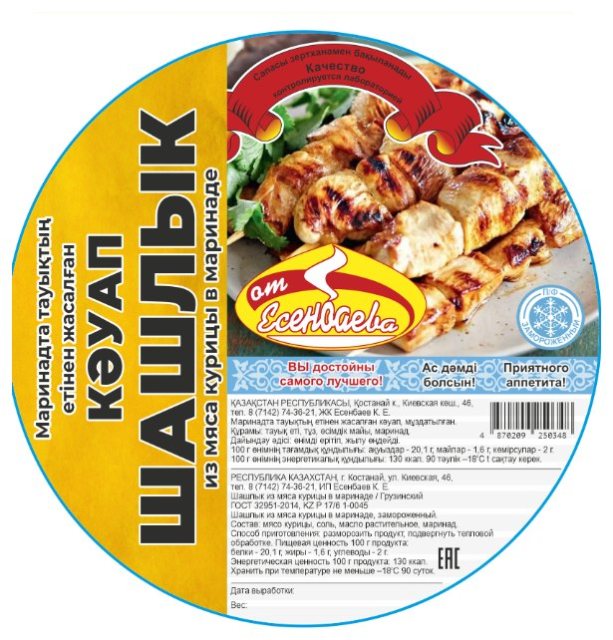 Маринадта тауықтың
етінен жасалған
КӘУАП
ШАШЛЫК
из мяса курицы в маринаде
Сапасы зертханамен бақыланады
Качество
контролируется лабораторией
от
Есенбаева
ПФ
ЗАМОРОЖЕННЫЙ
ВЫ достойны
самого лучшего!
Ас дәмді
болсын!
Приятного
аппетита!
ҚАЗАҚСТАН РЕСПУБЛИКАСЫ, Қостанай қ., Киевская көш., 46,
тел. 8 (7142) 74-36-21, ЖК Есенбаев К. Е.
Маринадта тауықтың етінен жасалған кәуап, мұздатылған.
Құрамы: тауық еті, тұз, өсімдік майы, маринад.
Дайындау әдісі: өнімді ерітіп, жылу өңдейді.
100 г өнімнің тағамдық құндылығы: ақуыздар - 20,1 г, майлар - 1,6 г, көмірсулар - 2 г.
100 г өнімнің энергетикалық құндылығы: 130 ккал. 90 тәулік –18°С t сақтау керек.
4 870209 250348
РЕСПУБЛИКА КАЗАХСТАН, г. Костанай, ул. Киевская, 46,
тел. 8 (7142) 74-36-21, ИП Есенбаев К. Е.
Шашлык из мяса курицы в маринаде / Грузинский
ГОСТ 32951-2014, KZ P 17/6 1-0045
Шашлык из мяса курицы в маринаде, замороженный.
Состав: мясо курицы, соль, масло растительное, маринад.
Способ приготовления: разморозить продукт, подвергнуть тепловой
обработке. Пищевая ценность 100 г продукта:
белки - 20,1 г, жиры - 1,6 г, углеводы - 2 г.
Энергетическая ценность 100 г продукта: 130 ккал.
Хранить при температуре не меньше –18°С 90 суток.
ЕАС
Дата выработки:
Вес: